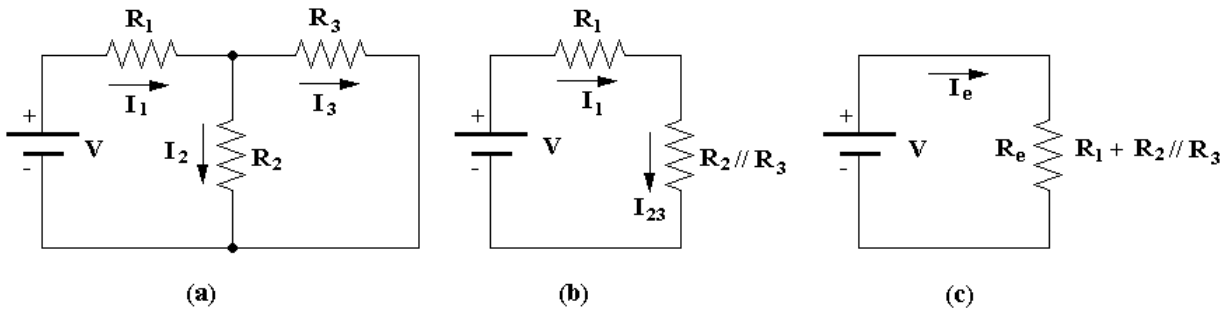 R1
R3
I1
I3
+
V
-
I2
R2
(a)
R1
I1
+
V
-
R2 // R3
I23
(b)
Ie
+
V
-
Re
R1 + R2 // R3
(c)